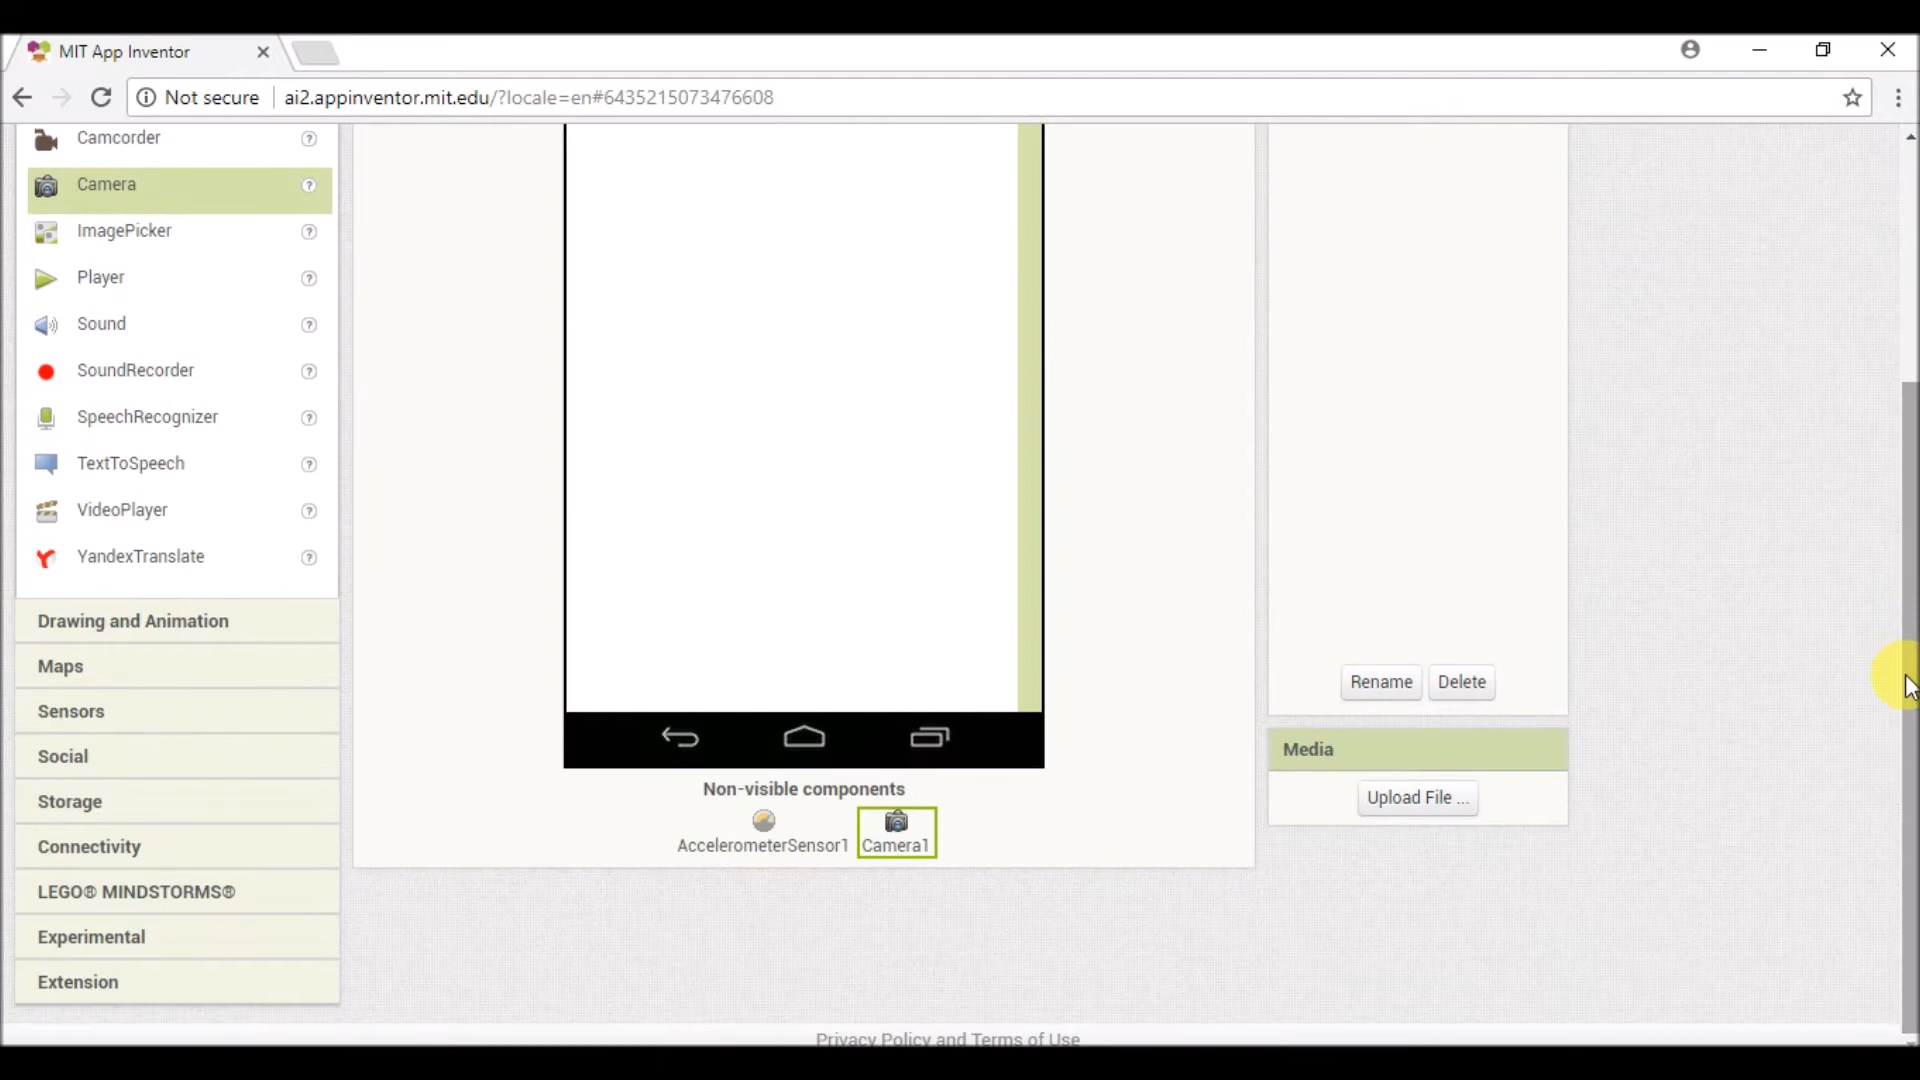 MIT App Inventor
Not secure
ai2.appinventor.mit.edu/?locale=en#6435215073476608
Camcorder
Camera
ImagePicker
Player
Sound
SoundRecorder
SpeechRecognizer
TextToSpeech
VideoPlayer
YandexTranslate
Drawing and Animation
Maps
Sensors
Social
Storage
Connectivity
LEGO® MINDSTORMS®
Experimental
Extension
Non-visible components
AccelerometerSensor1
Camera1
Rename
Delete
Media
Upload File ...
Privacy Policy and Terms of Use